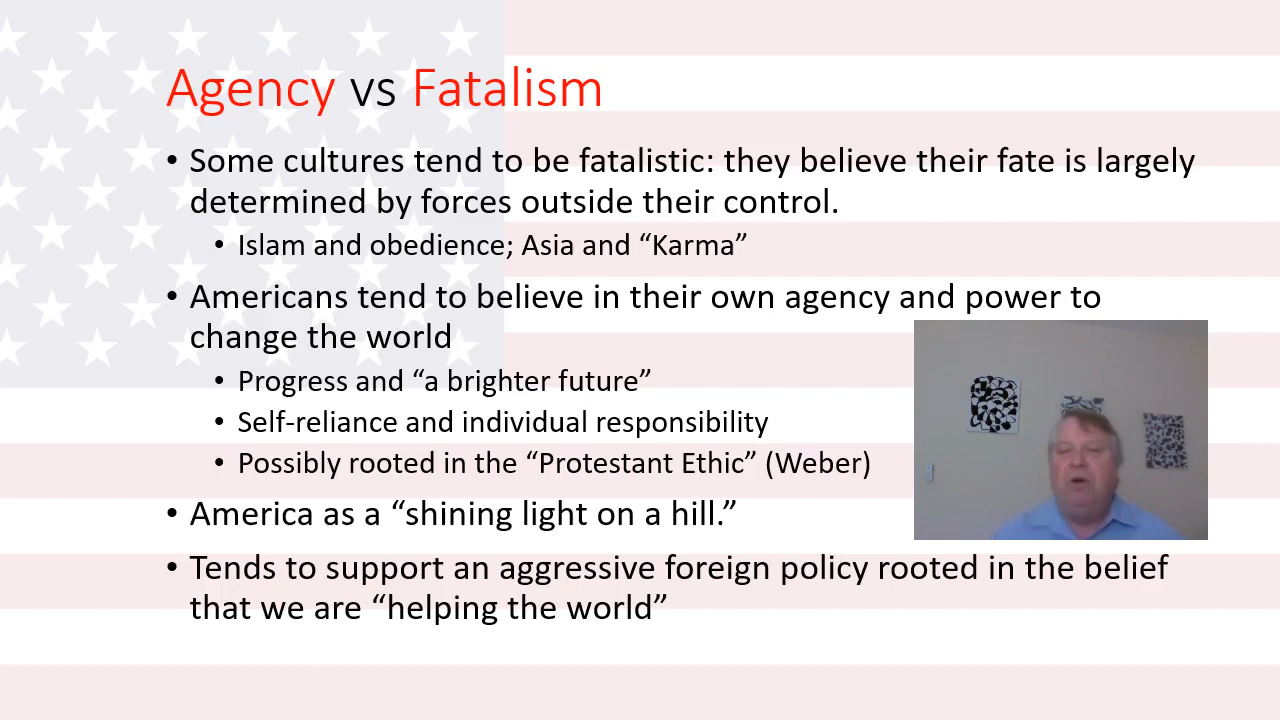 Agency vs Fatalism
• Some cultures tend to be fatalistic: they believe their fate is largely
determined by forces outside their control.
• Islam and obedience; Asia and “Karma”
• Americans tend to believe in their own agency and power to
change the world
• Progress and “a brighter future”
• Self-reliance and individual responsibility
• Possibly rooted in the “Protestant Ethic” (Weber)
• America as a “shining light on a hill.”
• Tends to support an aggressive foreign policy rooted in the belief
that we are “helping the world”